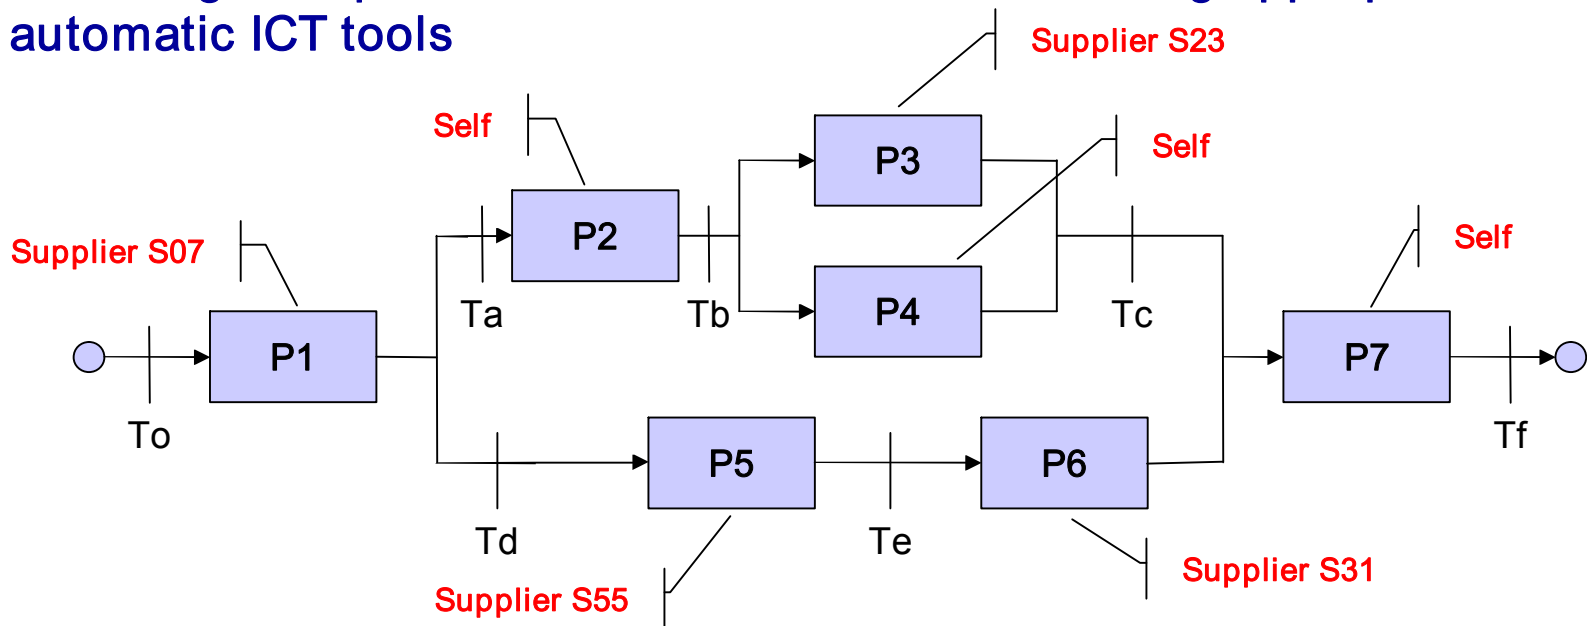 automatic ICT tools
Supplier S23
Self
P3
Self
P2
Supplier S07
Self
Ta
Tb
P4
Tc
P1
P7
To
Tf
P5
P6
Td
Te
Supplier S55
Supplier S31